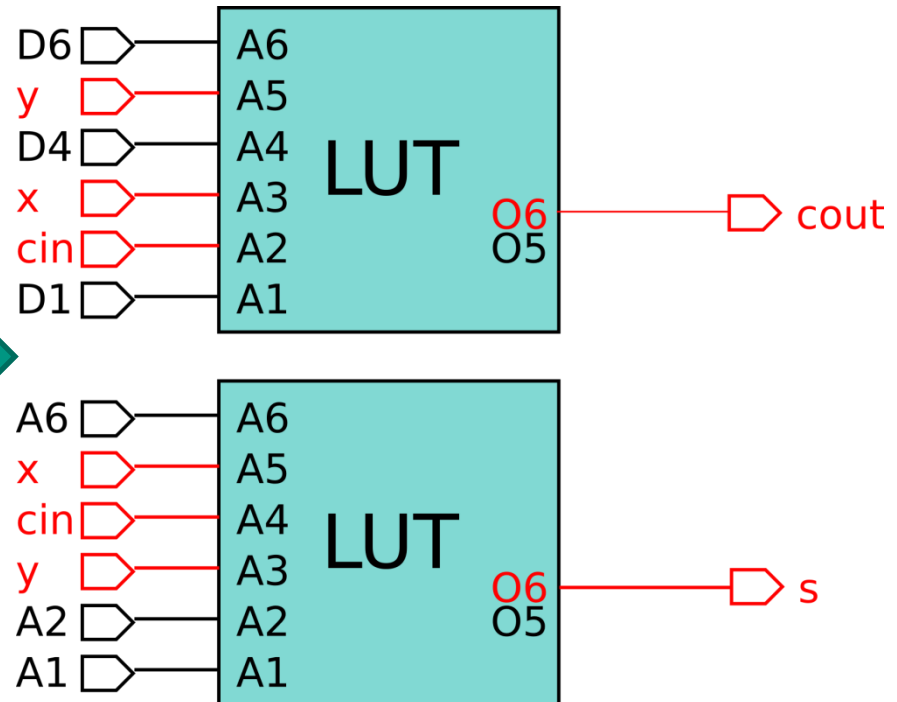 D6 A6
y A5
D4 A4
LUT
x A3
O6 cout
cin A2 O5
D1 A1
A6 A6
x A5
cin A4
LUT
y A3
O6 s
A2 A2 O5
A1 A1